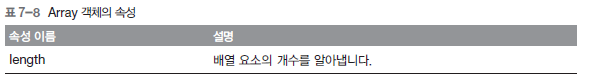 표 7-8 Array 객체의 속성
속성 이름 설명
length 배열 요소의 개수를 알아냅니다.